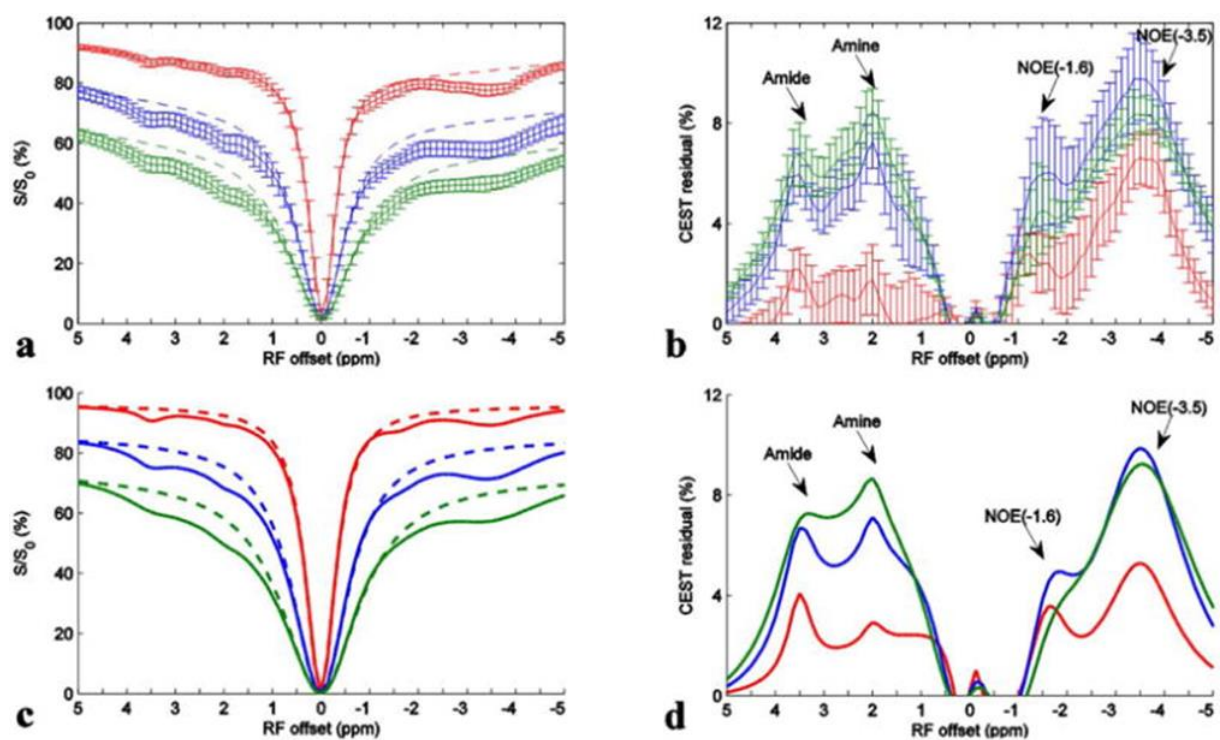 100
80
60
40
20
0
S/S0 (%)
5 4 3 2 1 0 -1 -2 -3 -4 -5
RF offset (ppm)
a
12
8
4
0
CEST residual (%)
Amide
Amine
NOE(-1.6)
NOE(-3.5)
5 4 3 2 1 0 -1 -2 -3 -4 -5
RF offset (ppm)
b
100
80
60
40
20
0
S/S0 (%)
5 4 3 2 1 0 -1 -2 -3 -4 -5
RF offset (ppm)
c
12
8
4
0
CEST residual (%)
Amide
Amine
NOE(-1.6)
NOE(-3.5)
5 4 3 2 1 0 -1 -2 -3 -4 -5
RF offset (ppm)
d